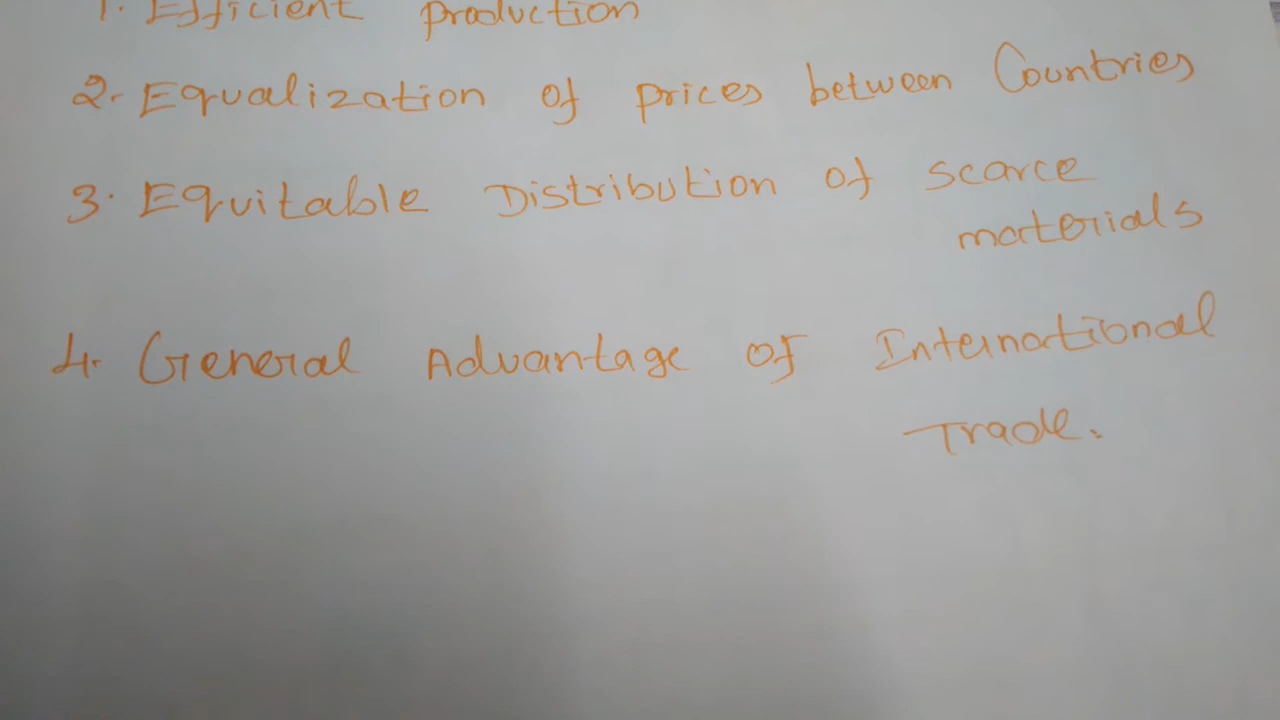 1. Efficient production
2. Equalization of prices between Countries
3. Equitable Distribution of scarce
materials
4. General Advantage of International
Trade.